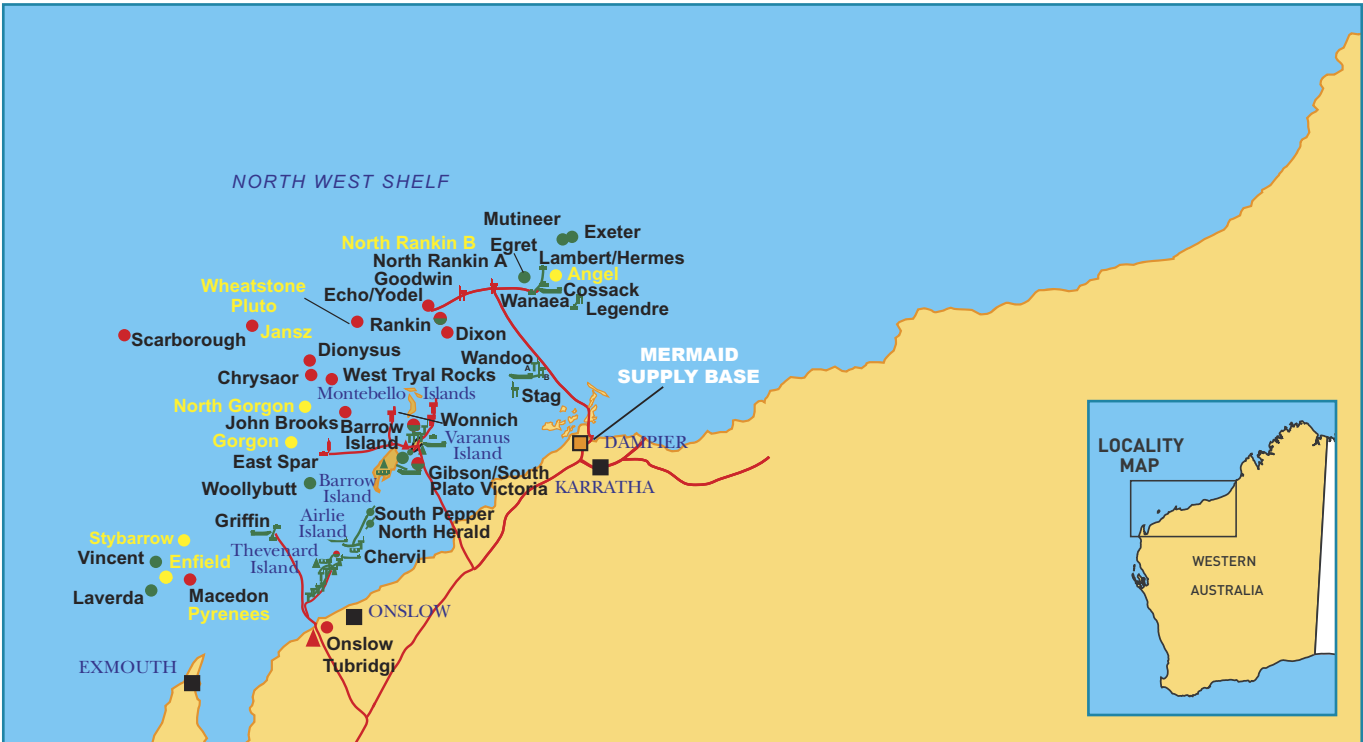 NORTH WEST SHELF
Mutineer
Exeter
North Rankin B
Egret
North Rankin A
Lambert/Hermes
Goodwin
Angel
Wheatstone
Echo/Yodel
Cossack
Pluto
Wanaea
Legendre
Rankin
Jansz
Dixon
Scarborough
Dionysus
Wandoo
A
B
MERMAID
SUPPLY BASE
Chrysaor
West Tryal Rocks
Montebello Islands
Stag
North Gorgon
John Brooks
Wonnich
Barrow
Island
Varanus
Island
Gorgon
DAMPIER
East Spar
Gibson/South
Plato Victoria
KARRATHA
Woollybutt
Barrow
Island
South Pepper
North Herald
Griffin
Airlie
Island
Stybarrow
Thevenard
Island
Chervil
Vincent
Enfield
Laverda
Macedon
Pyrenees
ONSLOW
Onslow
Tubridgi
EXMOUTH
LOCALITY
MAP
WESTERN
AUSTRALIA